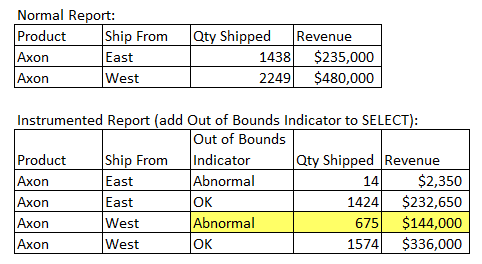 Normal Report:
Product Ship From Qty Shipped Revenue
Axon East 1438 $235,000
Axon West 2249 $480,000
Instrumented Report (add Out of Bounds Indicator to SELECT):
Out of Bounds
Product Ship From Indicator Qty Shipped Revenue
Axon East Abnormal 14 $2,350
Axon East OK 1424 $232,650
Axon West Abnormal 675 $144,000
Axon West OK 1574 $336,000